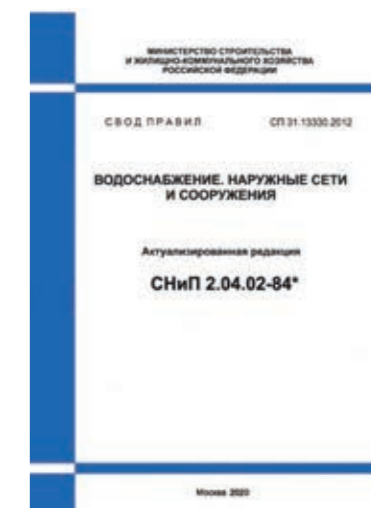 МИНИСТЕРСТВО СТРОИТЕЛЬСТВА
И ЖИЛИЩНО-КОММУНАЛЬНОГО ХОЗЯЙСТВА
РОССИЙСКОЙ ФЕДЕРАЦИИ
СВОД ПРАВИЛ СП 31.13330.2012
ВОДОСНАБЖЕНИЕ. НАРУЖНЫЕ СЕТИ
И СООРУЖЕНИЯ
Актуализированная редакция
СНиП 2.04.02-84*
Москва 2020